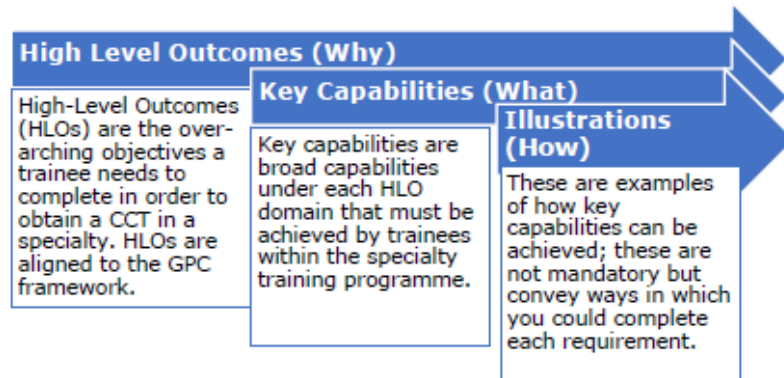 High Level Outcomes (Why)
High-Level Outcomes
(HLOs) are the over-
arching objectives a
trainee needs to
complete in order to
obtain a CCT in a
specialty. HLOs are
aligned to the GPC
framework.
Key Capabilities (What)
Key capabilities are
broad capabilities
under each HLO
domain that must be
achieved by trainees
within the specialty
training programme.
Illustrations
(How)
These are examples
of how key
capabilities can be
achieved; these are
not mandatory but
convey ways in which
you could complete
each requirement.